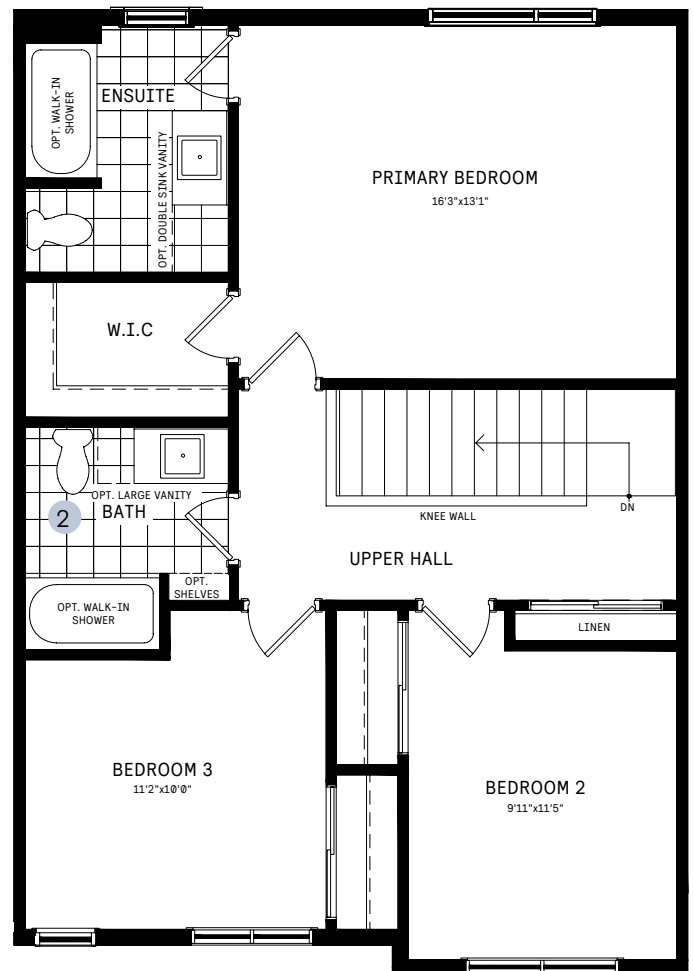 OPT. WALK-IN
SHOWER
ENSUITE
OPT. DOUBLE SINK VANITY
PRIMARY BEDROOM
16'3"x13'1"
W.I.C
OPT. LARGE VANITY
2
BATH
OPT.
SHELVES
OPT. WALK-IN
SHOWER
KNEE WALL
DN
UPPER HALL
LINEN
BEDROOM 3
11'2"x10'0"
BEDROOM 2
9'11"x11'5"